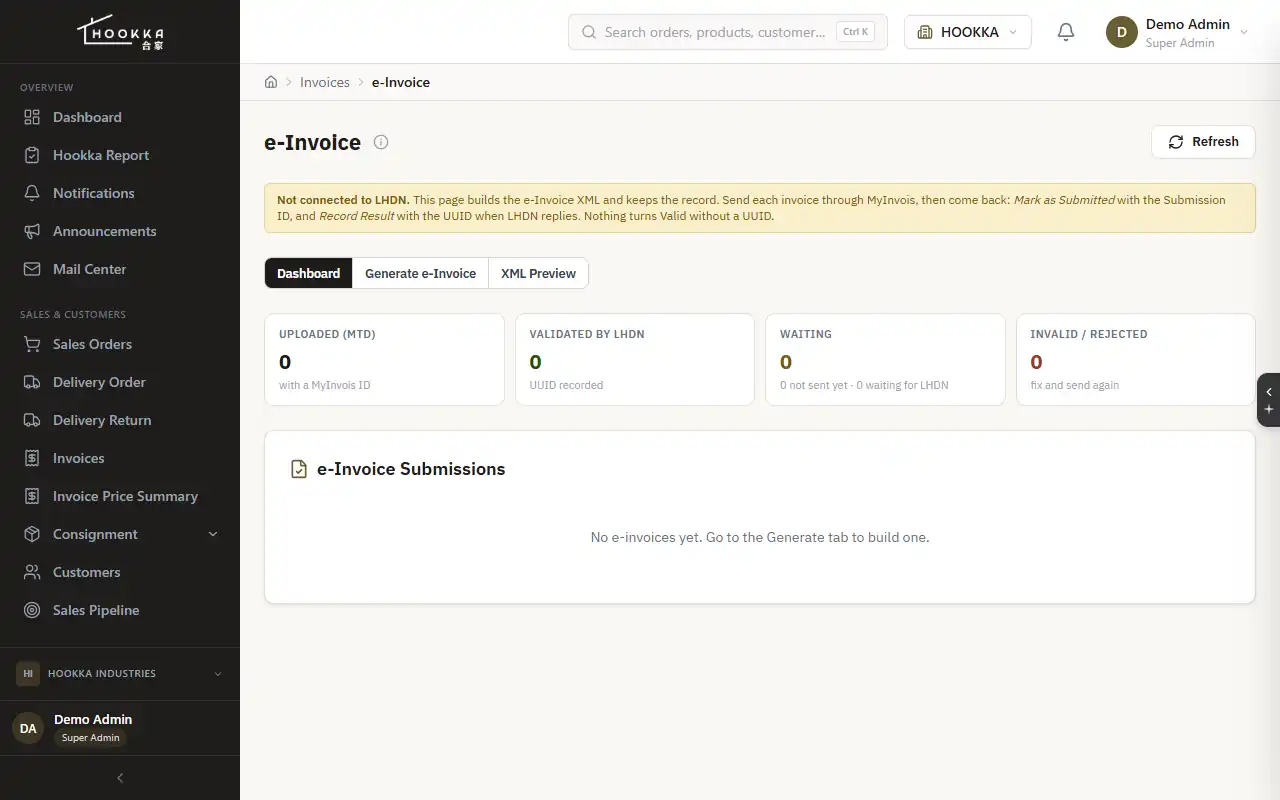 HOOKKA
合家
Search orders, products, customer...
Ctrl K
HOOKKA
D
Demo Admin
Super Admin
OVERVIEW
Dashboard
Hookka Report
Notifications
Announcements
Mail Center
SALES & CUSTOMERS
Sales Orders
Delivery Order
Delivery Return
Invoices
Invoice Price Summary
Consignment
Customers
Sales Pipeline
HI
HOOKKA INDUSTRIES
DA
Demo Admin
Super Admin
Invoices
e-Invoice
e-Invoice
Refresh
Not connected to LHDN. This page builds the e-Invoice XML and keeps the record. Send each invoice through MyInvois, then come back: Mark as Submitted with the Submission
ID, and Record Result with the UUID when LHDN replies. Nothing turns Valid without a UUID.
Dashboard
Generate e-Invoice
XML Preview
UPLOADED (MTD)
0
with a MyInvois ID
VALIDATED BY LHDN
0
UUID recorded
WAITING
0
0 not sent yet · 0 waiting for LHDN
INVALID / REJECTED
0
fix and send again
e-Invoice Submissions
No e-invoices yet. Go to the Generate tab to build one.